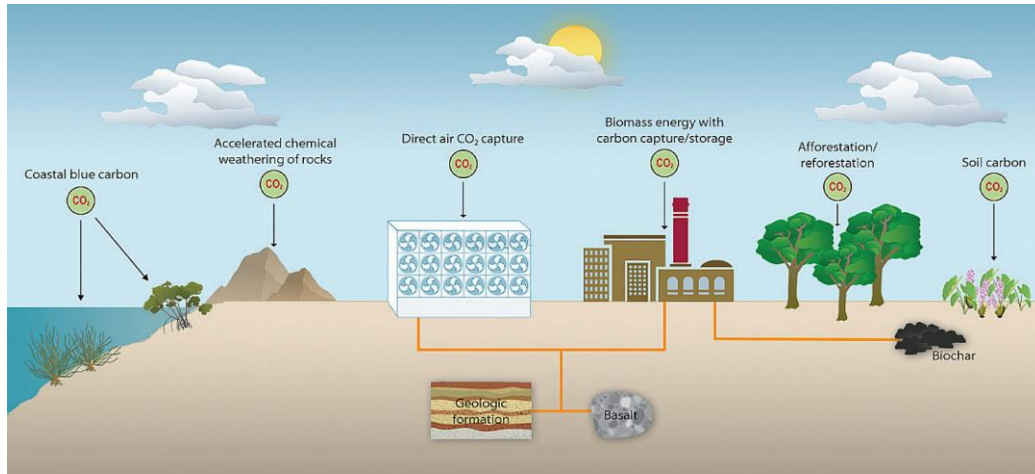 Coastal blue carbon
CO₂
Accelerated chemical
weathering of rocks
CO₂
Direct air CO₂ capture
CO₂
Biomass energy with
carbon capture/storage
CO₂
Afforestation/
reforestation
CO₂
Soil carbon
CO₂
Geologic
formation
Basalt
Biochar